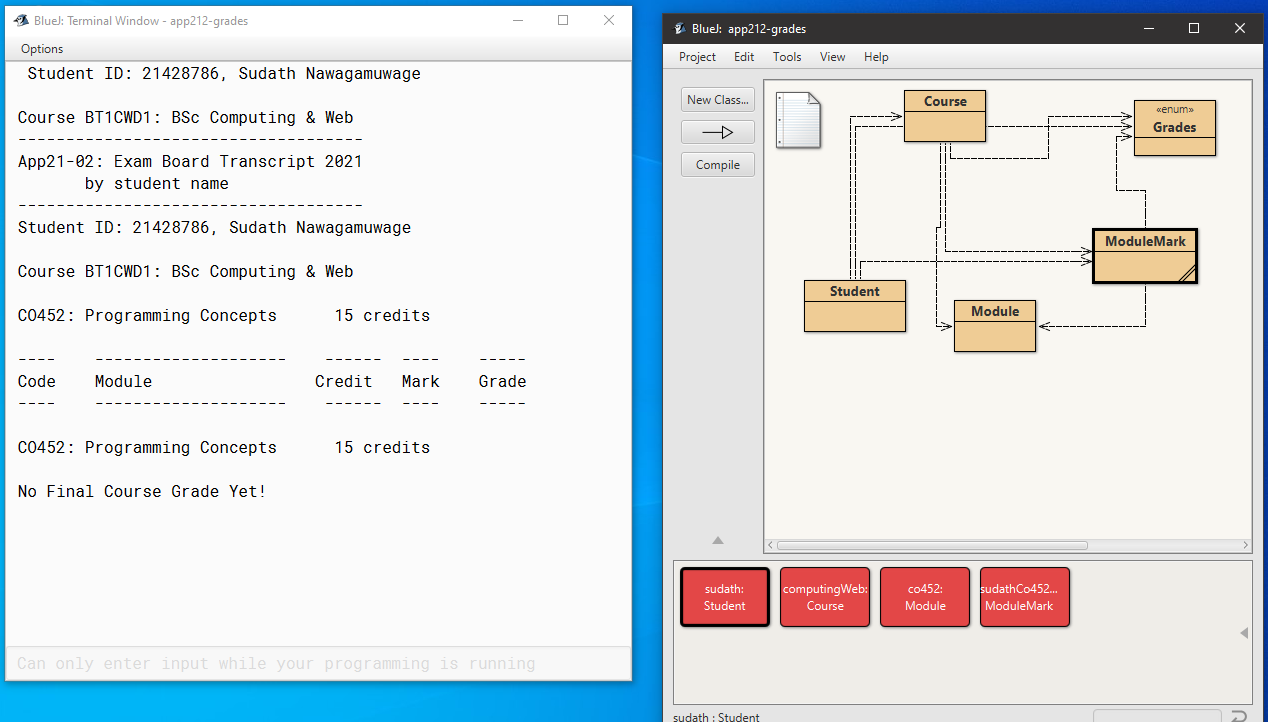 BlueJ: Terminal Window - app212-grades
Options
Student ID: 21428786, Sudath Nawagamuwage
Course BT1CWD1: BSc Computing & Web
------------------------------------
App21-02: Exam Board Transcript 2021
by student name
------------------------------------
Student ID: 21428786, Sudath Nawagamuwage
Course BT1CWD1: BSc Computing & Web
CO452: Programming Concepts 15 credits
---- -------------------- ------ ---- -----
Code Module Credit Mark Grade
---- -------------------- ------ ---- -----
CO452: Programming Concepts 15 credits
No Final Course Grade Yet!
Can only enter input while your programming is running
BlueJ: app212-grades
Project Edit Tools View Help
New Class...
Compile
Course
«enum»
Grades
ModuleMark
Student
Module
sudath:
Student
computingWeb:
Course
co452:
Module
sudathCo452...
ModuleMark
sudath : Student